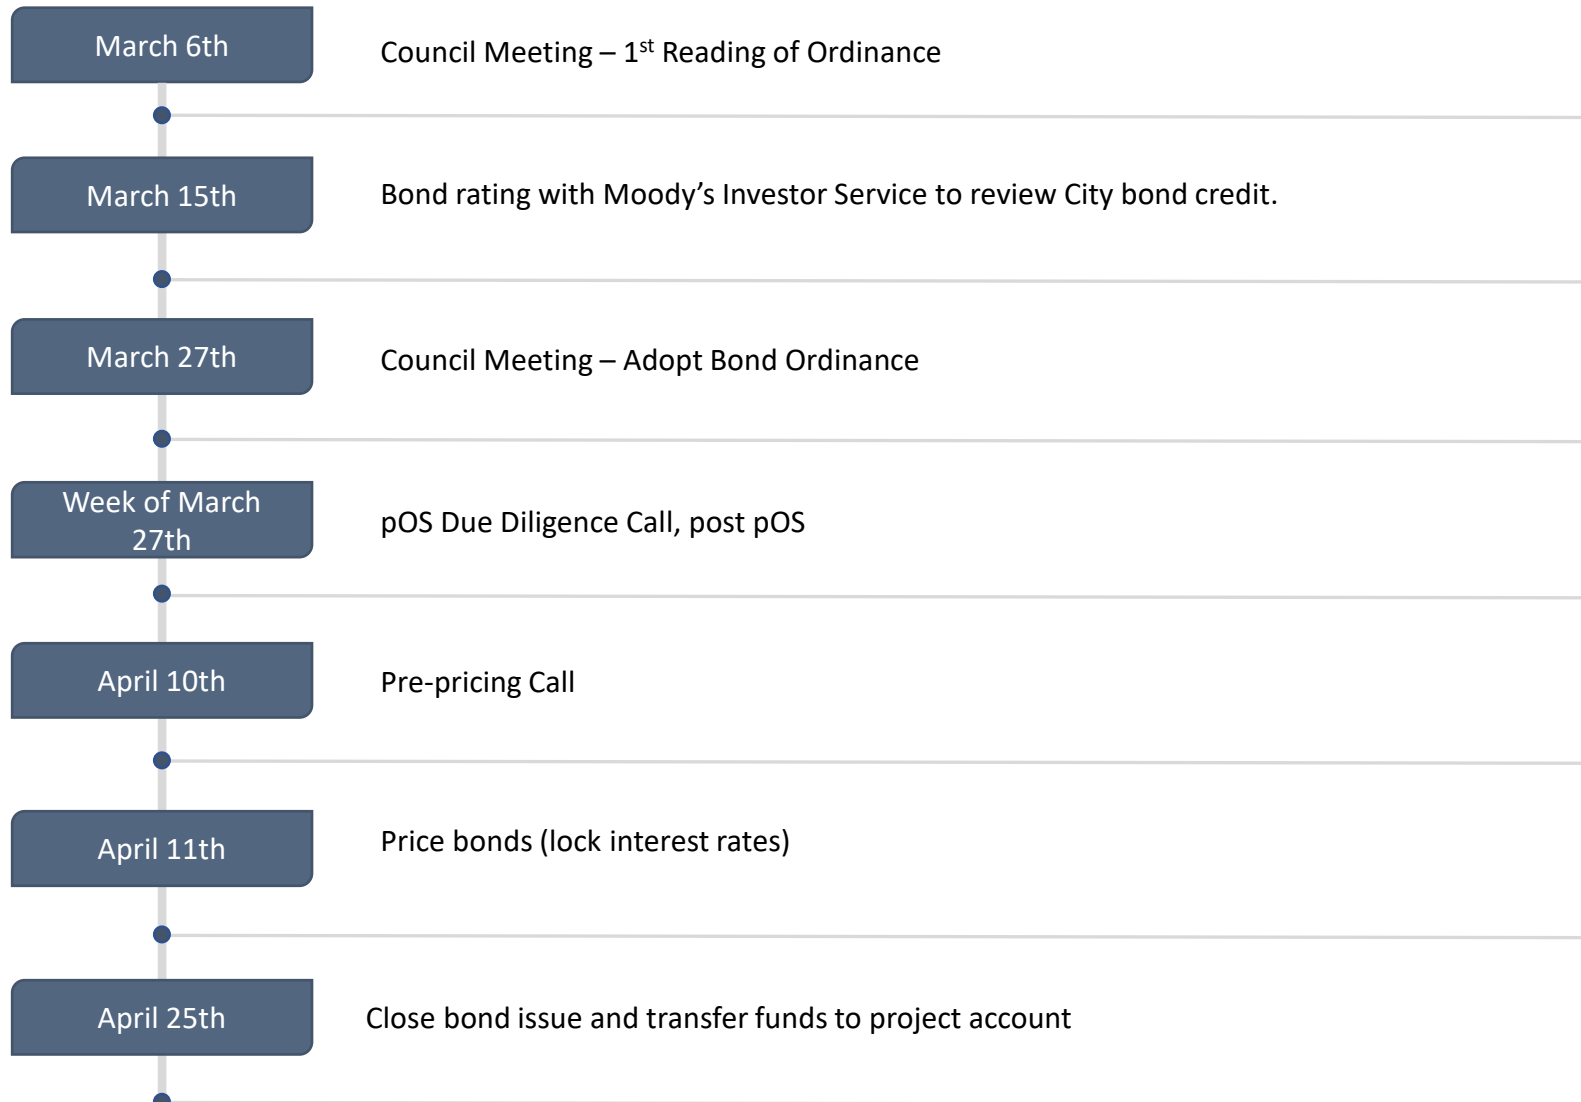 March 6th
Council Meeting – 1st Reading of Ordinance
March 15th
Bond rating with Moody’s Investor Service to review City bond credit.
March 27th
Council Meeting – Adopt Bond Ordinance
Week of March
27th
pOS Due Diligence Call, post pOS
April 10th
Pre-pricing Call
April 11th
Price bonds (lock interest rates)
April 25th
Close bond issue and transfer funds to project account